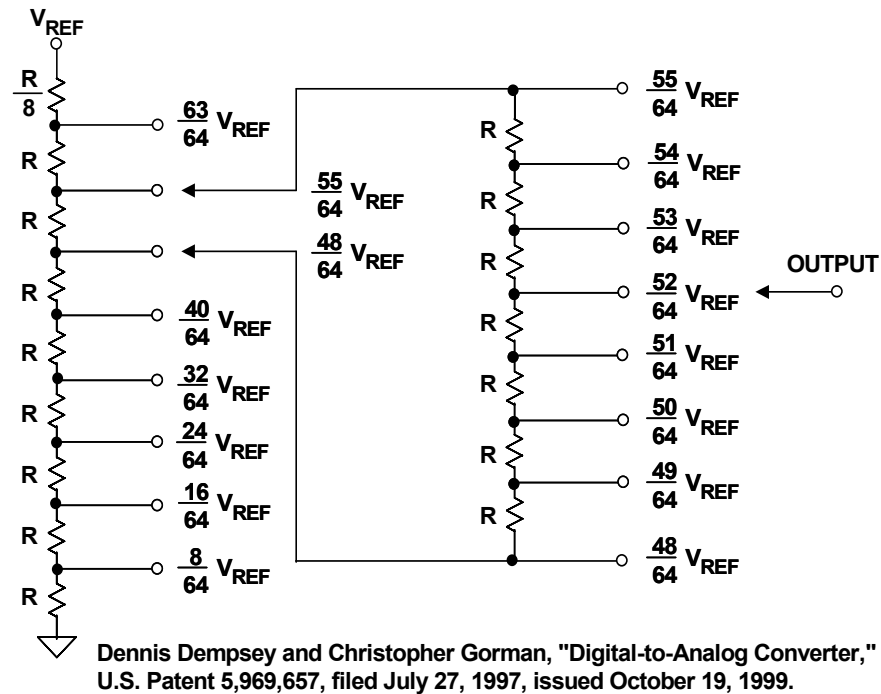 VREF
R
8
63
64 VREF
R
R
55
64 VREF
48
64 VREF
R
40
64 VREF
R
32
64 VREF
R
24
64 VREF
R
16
64 VREF
R
8
64 VREF
R
55
64 VREF
R
54
64 VREF
R
53
64 VREF
R
52
64 VREF
OUTPUT
R
51
64 VREF
R
50
64 VREF
R
49
64 VREF
R
48
64 VREF
Dennis Dempsey and Christopher Gorman, "Digital-to-Analog Converter,"
U.S. Patent 5,969,657, filed July 27, 1997, issued October 19, 1999.